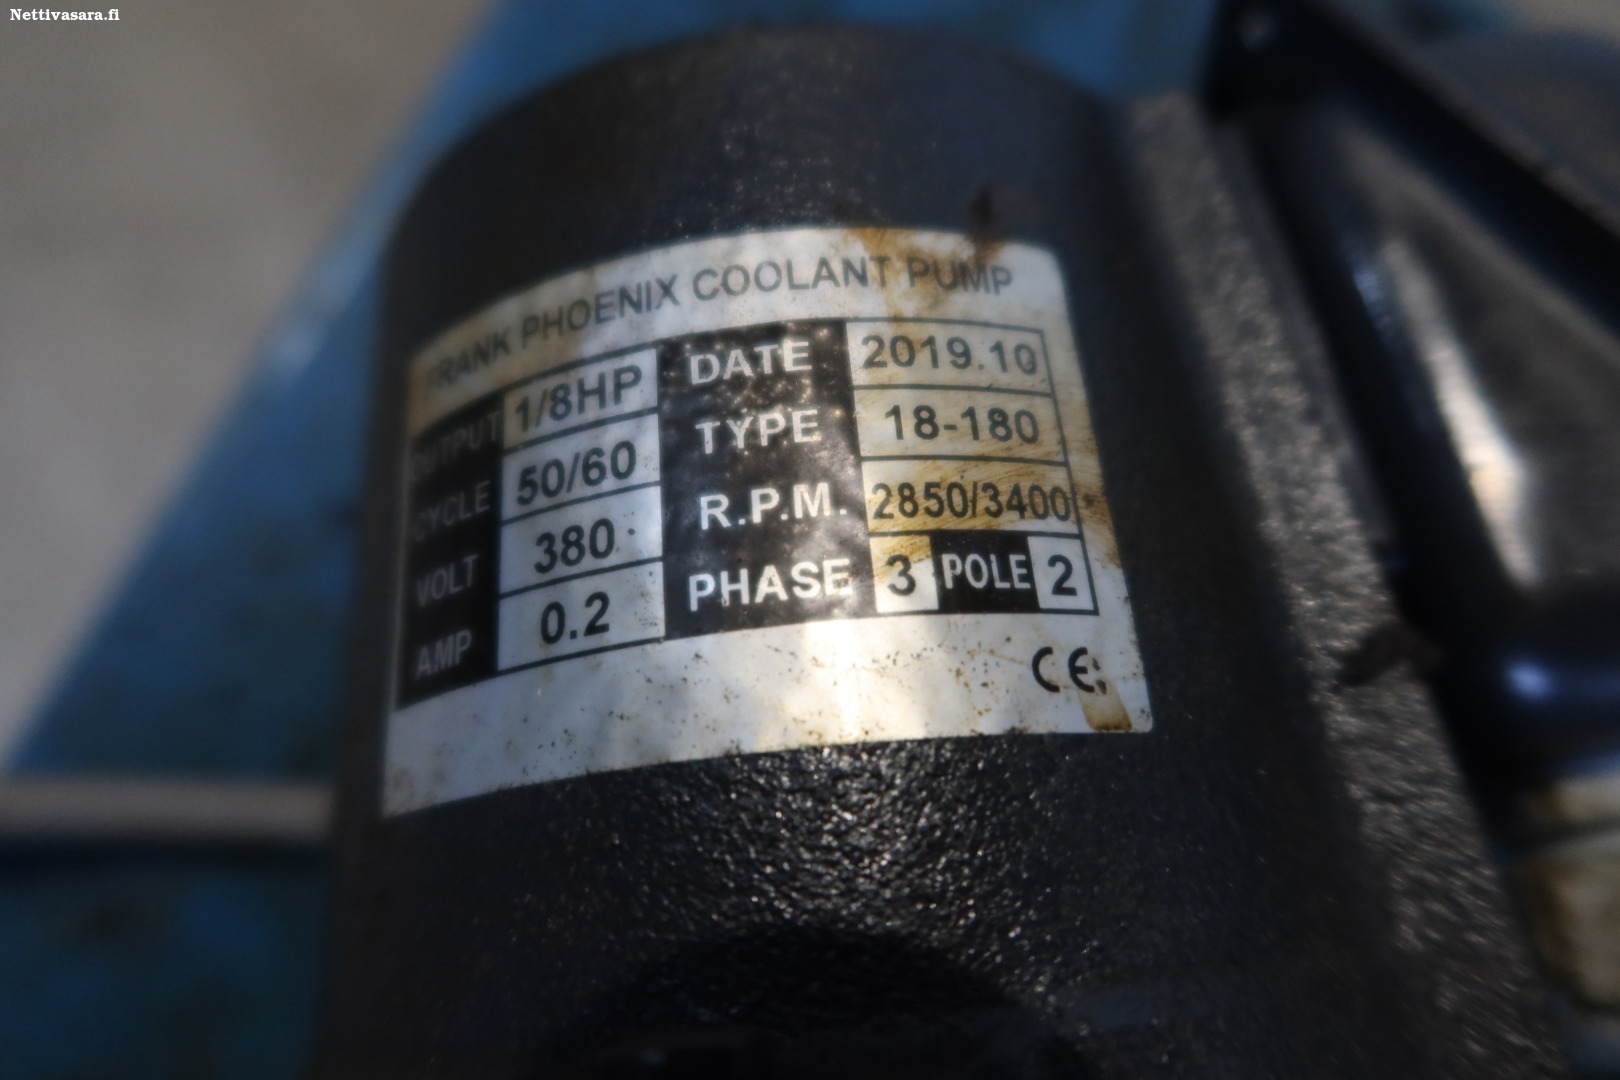 Nettivasara.fi
FRANK PHOENIX COOLANT PUMP
OUTPUT 1/8HP DATE 2019.10
CYCLE 50/60 TYPE 18-180
VOLT 380 R.P.M. 2850/3400
AMP 0.2 PHASE 3 POLE 2
CE